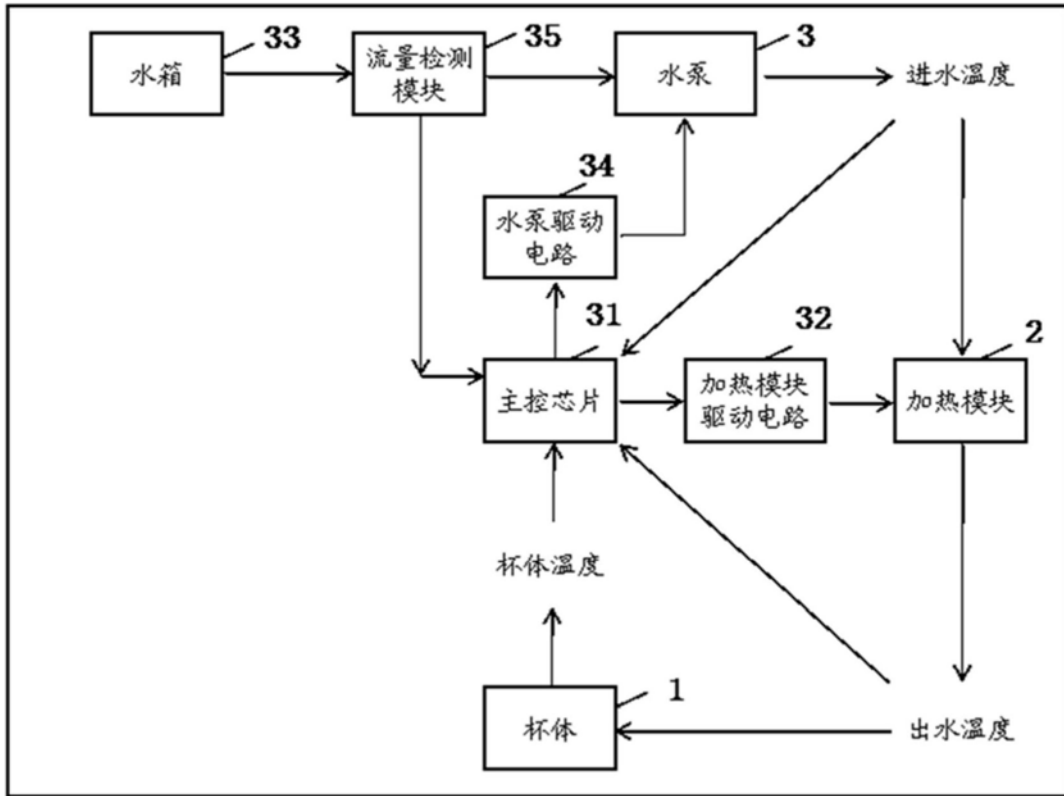 33
35
3
水箱
流量检测
模块
水泵
进水温度
34
水泵驱动
电路
31
32
2
主控芯片
加热模块
驱动电路
加热模块
杯体温度
1
杯体
出水温度